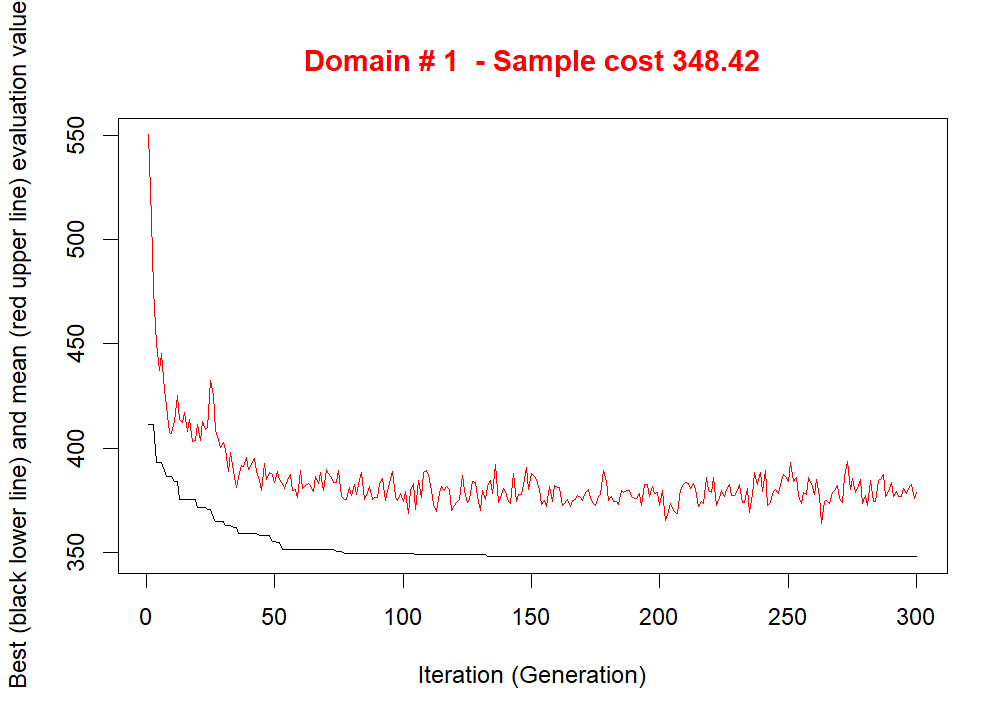 Domain # 1  - Sample cost 348.42
Best (black lower line) and mean (red upper line) evaluation value
550
500
450
400
350
0 50 100 150 200 250 300
Iteration (Generation)